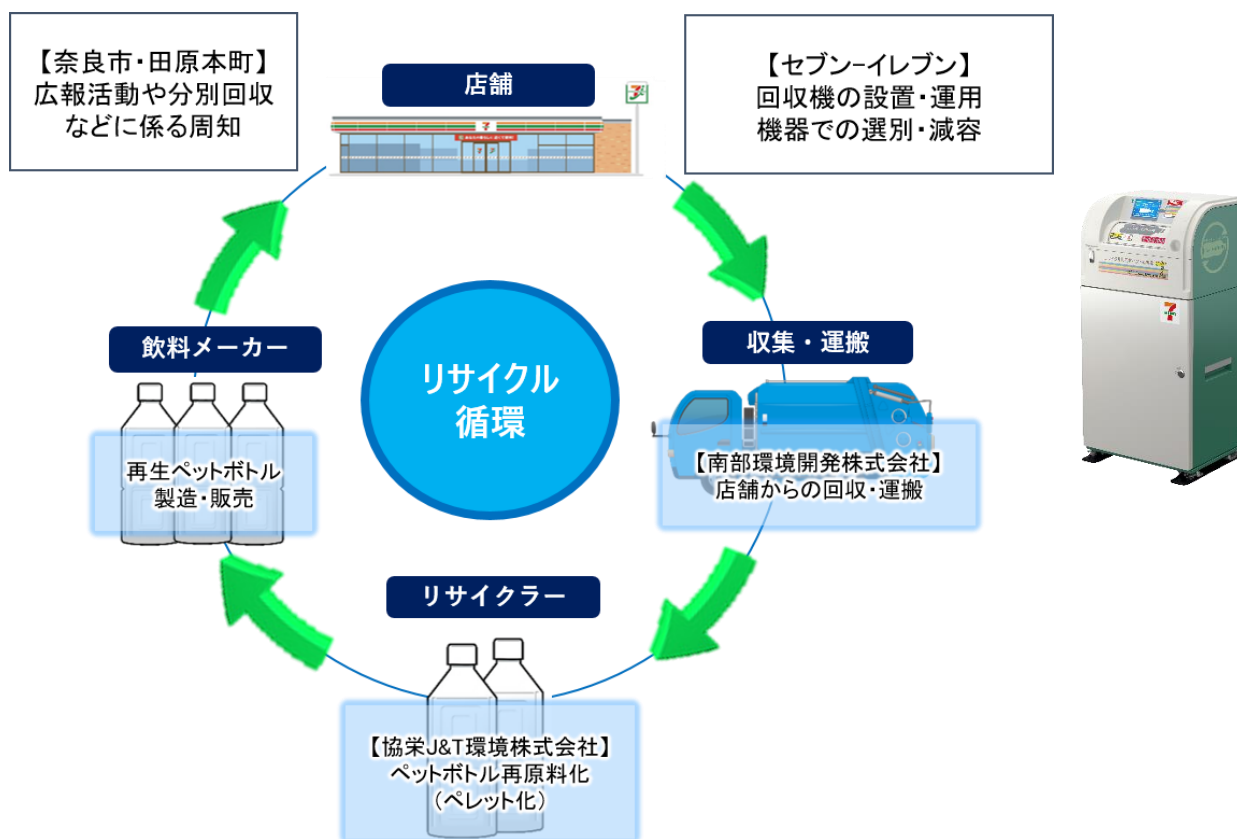 【奈良市・田原本町】
広報活動や分別回収
などに係る周知
店舗
【セブン-イレブン】
回収機の設置・運用
機器での選別・減容
飲料メーカー
再生ペットボトル
製造・販売
リサイクル
循環
収集・運搬
【南部環境開発株式会社】
店舗からの回収・運搬
リサイクラー
【協栄J&T環境株式会社】
ペットボトル再原料化
（ペレット化）